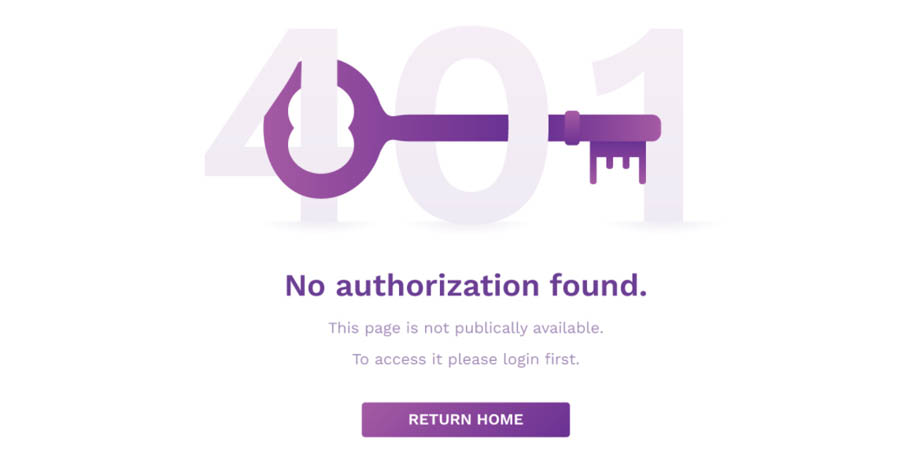 401
No authorization found.
This page is not publically available.
To access it please login first.
RETURN HOME